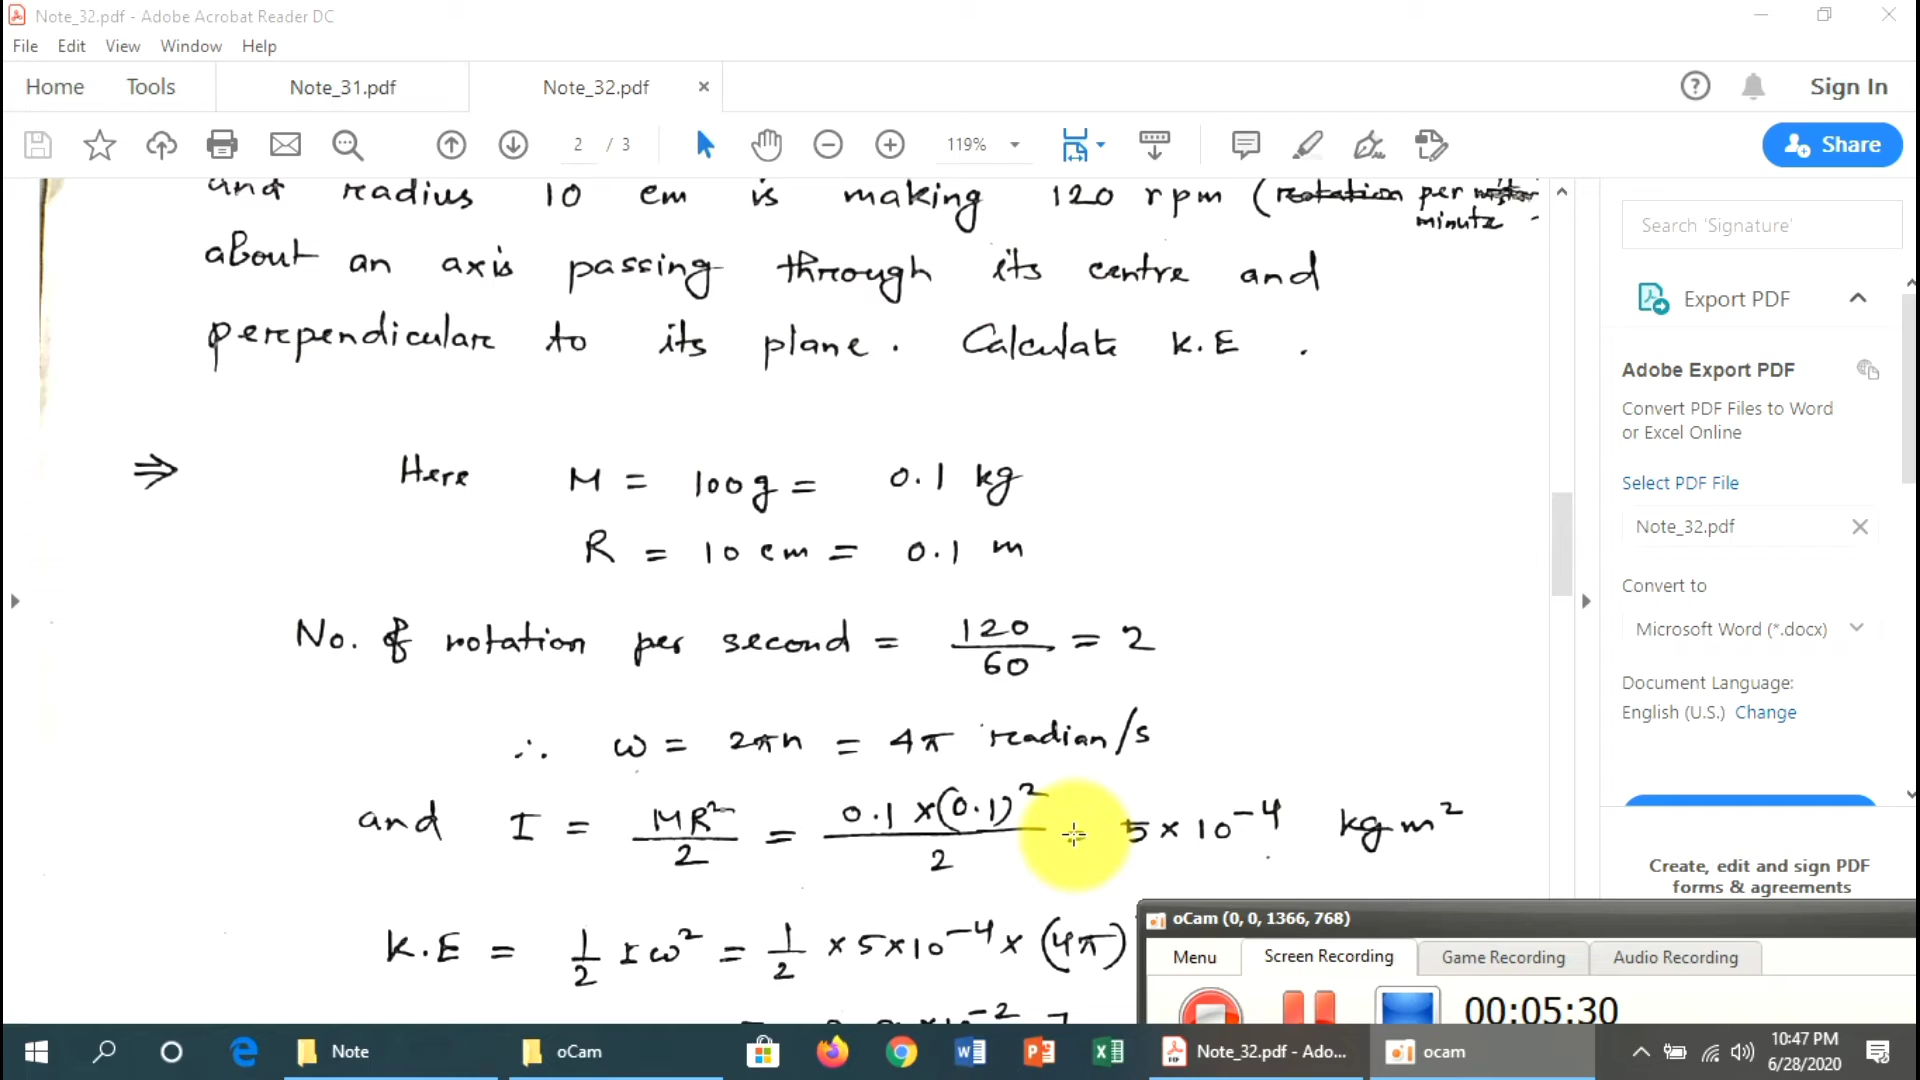 Note_32.pdf - Adobe Acrobat Reader DC
File Edit View Window Help
Home Tools Note_31.pdf Note_32.pdf Sign In
2 / 3 119% Share
and radius 10 cm is making 120 rpm (rotation per
minute
about an axis passing through its centre and
perpendicular to its plane. Calculate K.E.
⇒ Here M = 100g = 0.1 kg
R = 10 cm = 0.1 m
No. of rotation per second = 120/60 = 2
∴ ω = 2πn = 4π radian/s
and I = MR²/2 = 0.1 × (0.1)²/2 = 5 × 10⁻⁴ kg m²
K.E = 1/2 I ω² = 1/2 × 5 × 10⁻⁴ × (4π)
Search 'Signature'
Export PDF
Adobe Export PDF
Convert PDF Files to Word
or Excel Online
Select PDF File
Note_32.pdf
Convert to
Microsoft Word (*.docx)
Document Language:
English (U.S.) Change
Create, edit and sign PDF
forms & agreements
oCam (0, 0, 1366, 768)
Menu Screen Recording Game Recording Audio Recording
00:05:30
Note oCam Note_32.pdf - Ado... ocam
10:47 PM
6/28/2020